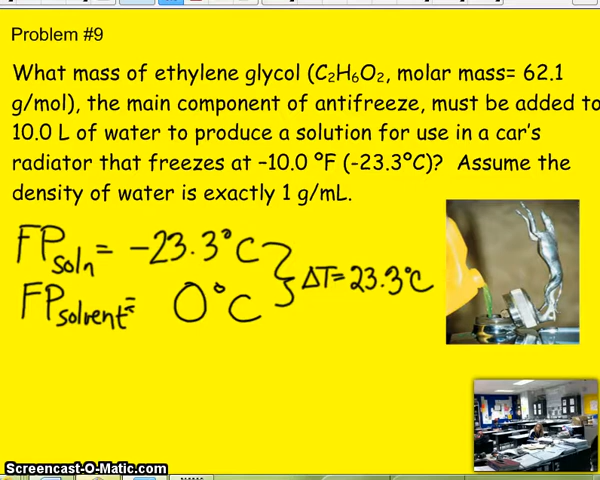 Problem #9
What mass of ethylene glycol (C₂H₆O₂, molar mass= 62.1
g/mol), the main component of antifreeze, must be added to
10.0 L of water to produce a solution for use in a car's
radiator that freezes at –10.0 ºF (-23.3ºC)? Assume the
density of water is exactly 1 g/mL.
FPsoln = -23.3°C
FPsolvent = 0°C
ΔT= 23.3°C
Screencast-O-Matic.com